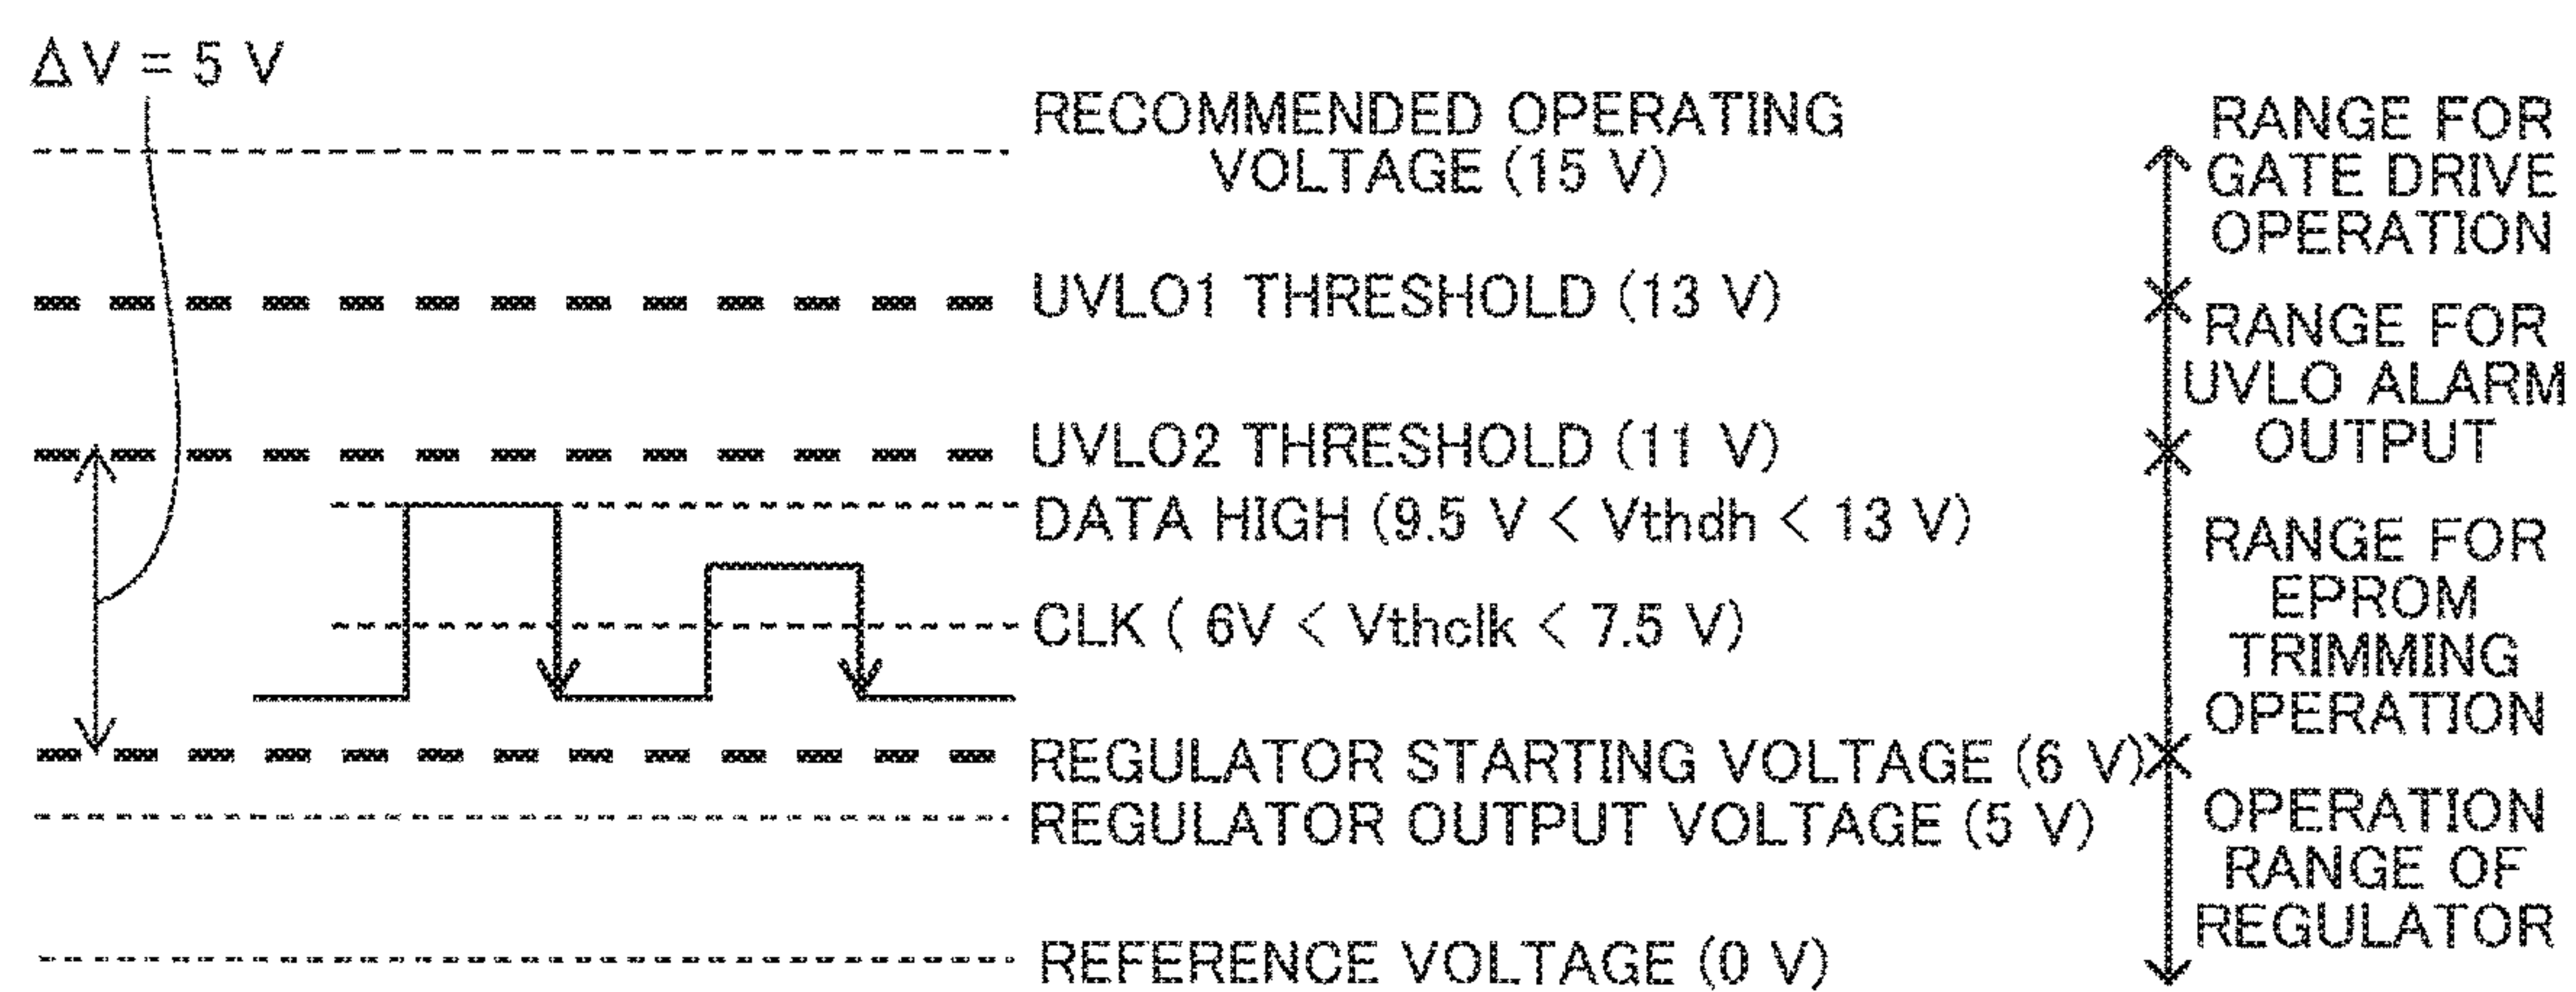 ΔV = 5 V
RECOMMENDED OPERATING
VOLTAGE (15 V)
UVLO1 THRESHOLD (13 V)
UVLO2 THRESHOLD (11 V)
DATA HIGH (9.5 V < Vthdh < 13 V)
CLK ( 6V < Vthclk < 7.5 V)
REGULATOR STARTING VOLTAGE (6 V)
REGULATOR OUTPUT VOLTAGE (5 V)
REFERENCE VOLTAGE (0 V)
RANGE FOR
GATE DRIVE
OPERATION
RANGE FOR
UVLO ALARM
OUTPUT
RANGE FOR
EPROM
TRIMMING
OPERATION
OPERATION
RANGE OF
REGULATOR